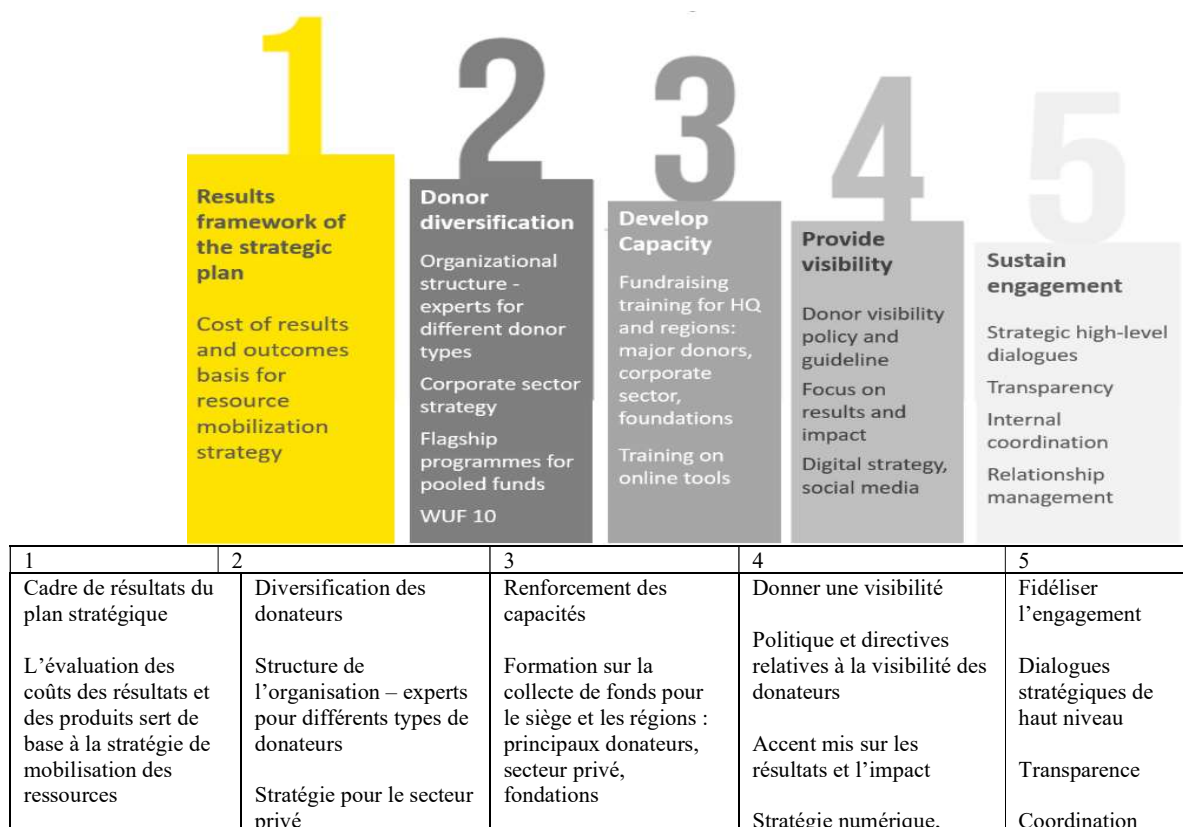 1
Results
framework of
the strategic
plan
Cost of results
and outcomes
basis for
resource
mobilization
strategy
2
Donor
diversification
Organizational
structure -
experts for
different donor
types
Corporate sector
strategy
Flagship
programmes for
pooled funds
WUF 10
3
Develop
Capacity
Fundraising
training for HQ
and regions:
major donors,
corporate
sector,
foundations
Training on
online tools
4
Provide
visibility
Donor visibility
policy and
guideline
Focus on
results and
impact
Digital strategy,
social media
5
Sustain
engagement
Strategic high-level
dialogues
Transparency
Internal
coordination
Relationship
management
1
Cadre de résultats du
plan stratégique
L’évaluation des
coûts des résultats et
des produits sert de
base à la stratégie de
mobilisation des
ressources
2
Diversification des
donateurs
Structure de
l’organisation – experts
pour différents types de
donateurs
Stratégie pour le secteur
privé
3
Renforcement des
capacités
Formation sur la
collecte de fonds pour
le siège et les régions :
principaux donateurs,
secteur privé,
fondations
4
Donner une visibilité
Politique et directives
relatives à la visibilité des
donateurs
Accent mis sur les
résultats et l’impact
Stratégie numérique,
5
Fidéliser
l’engagement
Dialogues
stratégiques de
haut niveau
Transparence
Coordination